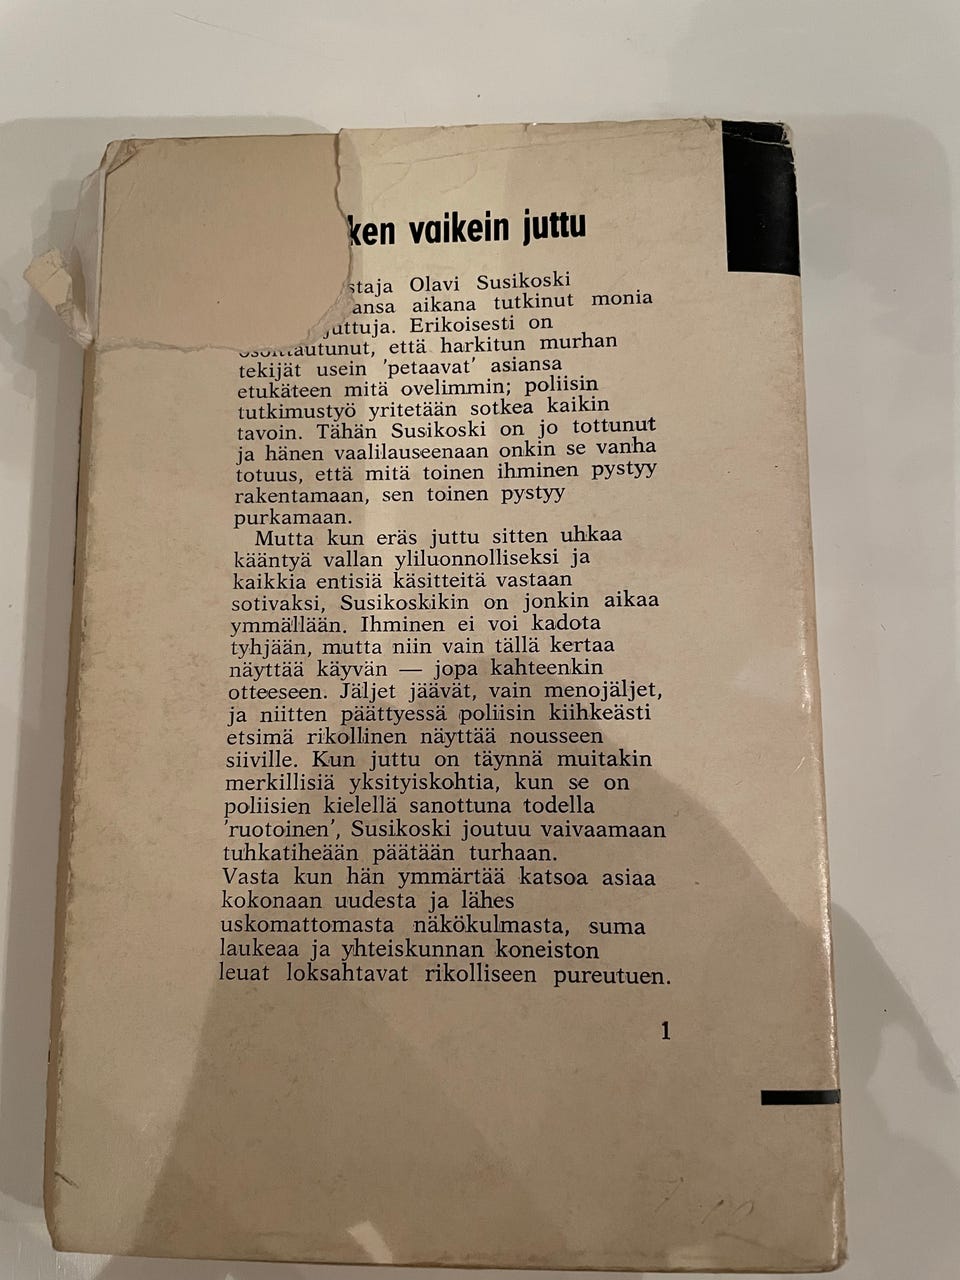 ken vaikein juttu
staja Olavi Susikoski
ansa aikana tutkinut monia
juttuja. Erikoisesti on
osoittautunut, että harkitun murhan
tekijät usein 'petaavat' asiansa
etukäteen mitä ovelimmin; poliisin
tutkimustyö yritetään sotkea kaikin
tavoin. Tähän Susikoski on jo tottunut
ja hänen vaalilauseenaan onkin se vanha
totuus, että mitä toinen ihminen pystyy
rakentamaan, sen toinen pystyy
purkamaan.
Mutta kun eräs juttu sitten uhkaa
kääntyä vallan yliluonnolliseksi ja
kaikkia entisiä käsitteitä vastaan
sotivaksi, Susikoskikin on jonkin aikaa
ymmällään. Ihminen ei voi kadota
tyhjään, mutta niin vain tällä kertaa
näyttää käyvän — jopa kahteenkin
otteeseen. Jäljet jäävät, vain menojäljet,
ja niitten päättyessä poliisin kiihkeästi
etsimä rikollinen näyttää nousseen
siiville. Kun juttu on täynnä muitakin
merkillisiä yksityiskohtia, kun se on
poliisien kielellä sanottuna todella
'ruotoinen', Susikoski joutuu vaivaamaan
tuhkatiheään päätään turhaan.
Vasta kun hän ymmärtää katsoa asiaa
kokonaan uudesta ja lähes
uskomattomasta näkökulmasta, suma
laukeaa ja yhteiskunnan koneiston
leuat loksahtavat rikolliseen pureutuen.
1